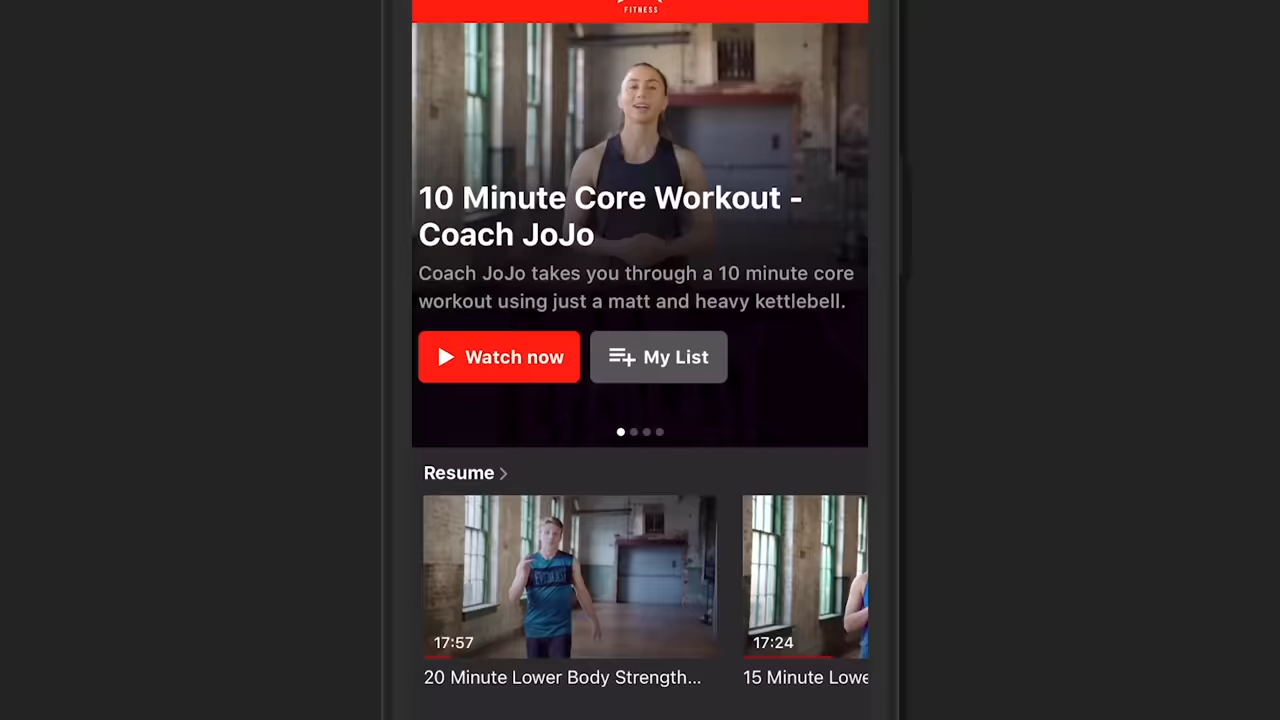 FITNESS
10 Minute Core Workout -
Coach JoJo
Coach JoJo takes you through a 10 minute core
workout using just a matt and heavy kettlebell.
Watch now
My List
Resume
EVERLAST
17:57
17:24
20 Minute Lower Body Strength...
15 Minute Lowe